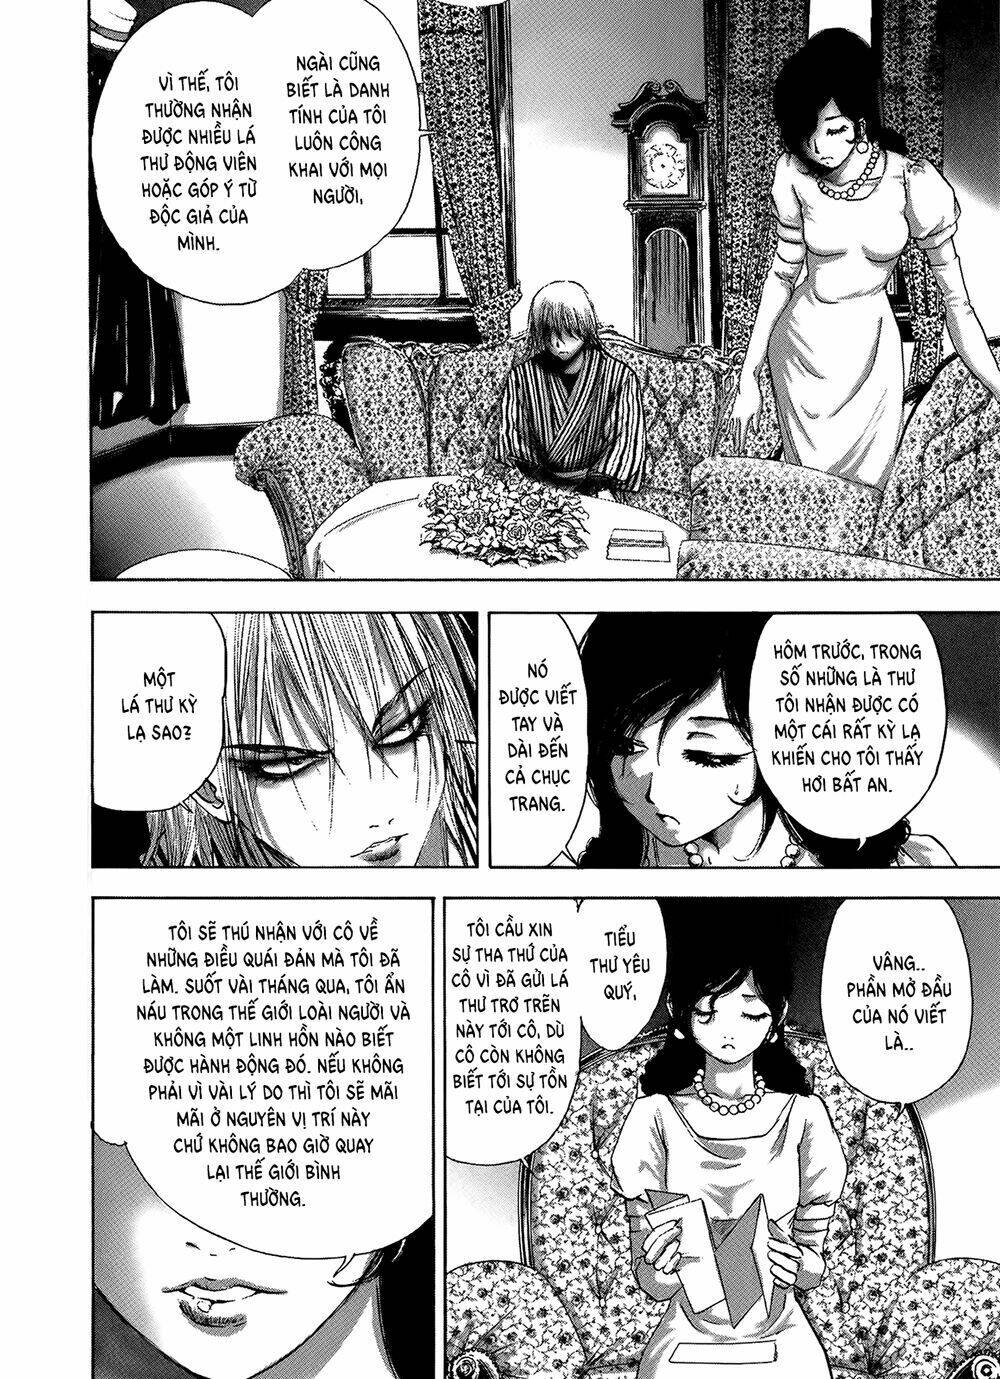 NGÀI CŨNG
BIẾT LÀ DANH
TÍNH CỦA TÔI
LUÔN CÔNG
KHAI VỚI MỌI
NGƯỜI,
VÌ THẾ, TÔI
THƯỜNG NHẬN
ĐƯỢC NHIỀU LÁ
THƯ ĐỘNG VIÊN
HOẶC GÓP Ý TỪ
ĐỘC GIẢ CỦA
MÌNH.
HÔM TRƯỚC, TRONG
SỐ NHỮNG LÀ THƯ
TÔI NHẬN ĐƯỢC CÓ
MỘT CÁI RẤT KỲ LẠ
KHIẾN CHO TÔI THẤY
HƠI BẤT AN.
NÓ
ĐƯỢC VIẾT
TAY VÀ
DÀI ĐẾN
CẢ CHỤC
TRANG.
MỘT
LÁ THƯ KỲ
LẠ SAO?
VÂNG..
PHẦN MỞ ĐẦU
CỦA NÓ VIẾT
LÀ..
TIỂU
THƯ YÊU
QUÝ,
TÔI CẦU XIN
SỰ THA THỨ CỦA
CÔ VÌ ĐÃ GỬI LÁ
THƯ TRƠ TRẼN
NÀY TỚI CÔ, DÙ
CÔ CÒN KHÔNG
BIẾT TỚI SỰ TỒN
TẠI CỦA TÔI.
TÔI SẼ THÚ NHẬN VỚI CÔ VỀ
NHỮNG ĐIỀU QUÁI ĐẢN MÀ TÔI ĐÃ
LÀM. SUỐT VÀI THÁNG QUA, TÔI ẨN
NÁU TRONG THẾ GIỚI LOÀI NGƯỜI VÀ
KHÔNG MỘT LINH HỒN NÀO BIẾT
ĐƯỢC HÀNH ĐỘNG ĐÓ. NẾU KHÔNG
PHẢI VÌ VÀI LÝ DO THÌ TÔI SẼ MÃI
MÃI Ở NGUYÊN VỊ TRÍ NÀY
CHỨ KHÔNG BAO GIỜ QUAY
LẠI THẾ GIỚI BÌNH
THƯỜNG.